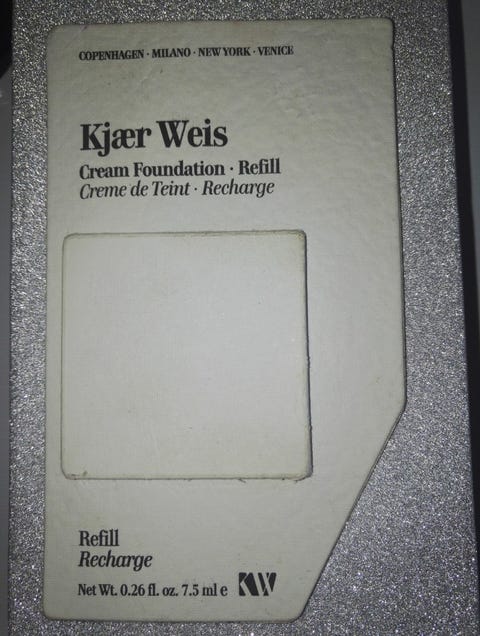 COPENHAGEN · MILANO · NEW YORK · VENICE
Kjær Weis
Cream Foundation · Refill
Creme de Teint · Recharge
Refill
Recharge
Net Wt. 0.26 fl. oz. 7.5 ml e KW